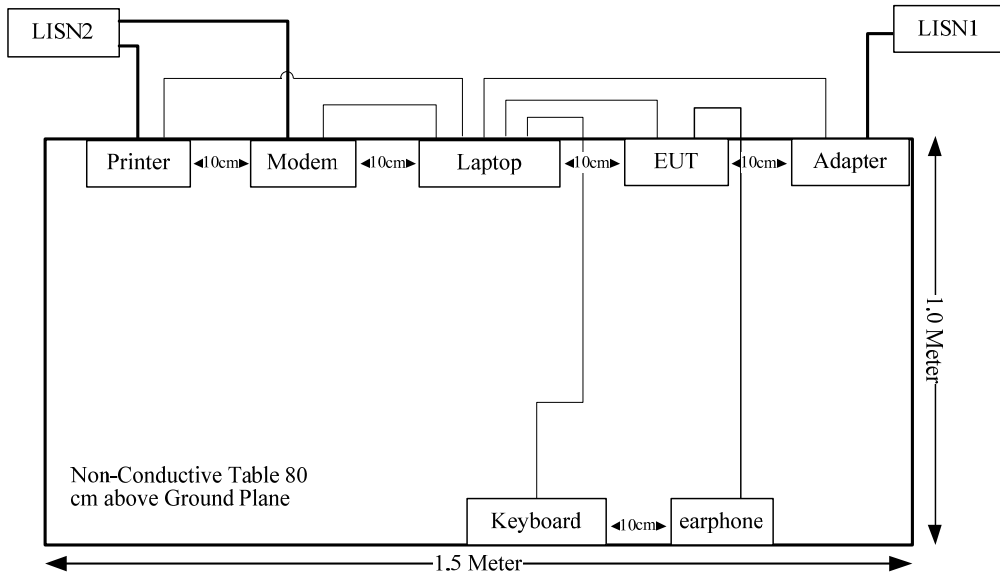 LISN2
LISN1
Printer
10cm
Modem
10cm
Laptop
10cm
EUT
10cm
Adapter
1.0 Meter
Non-Conductive Table 80
cm above Ground Plane
Keyboard
10cm
earphone
1.5 Meter